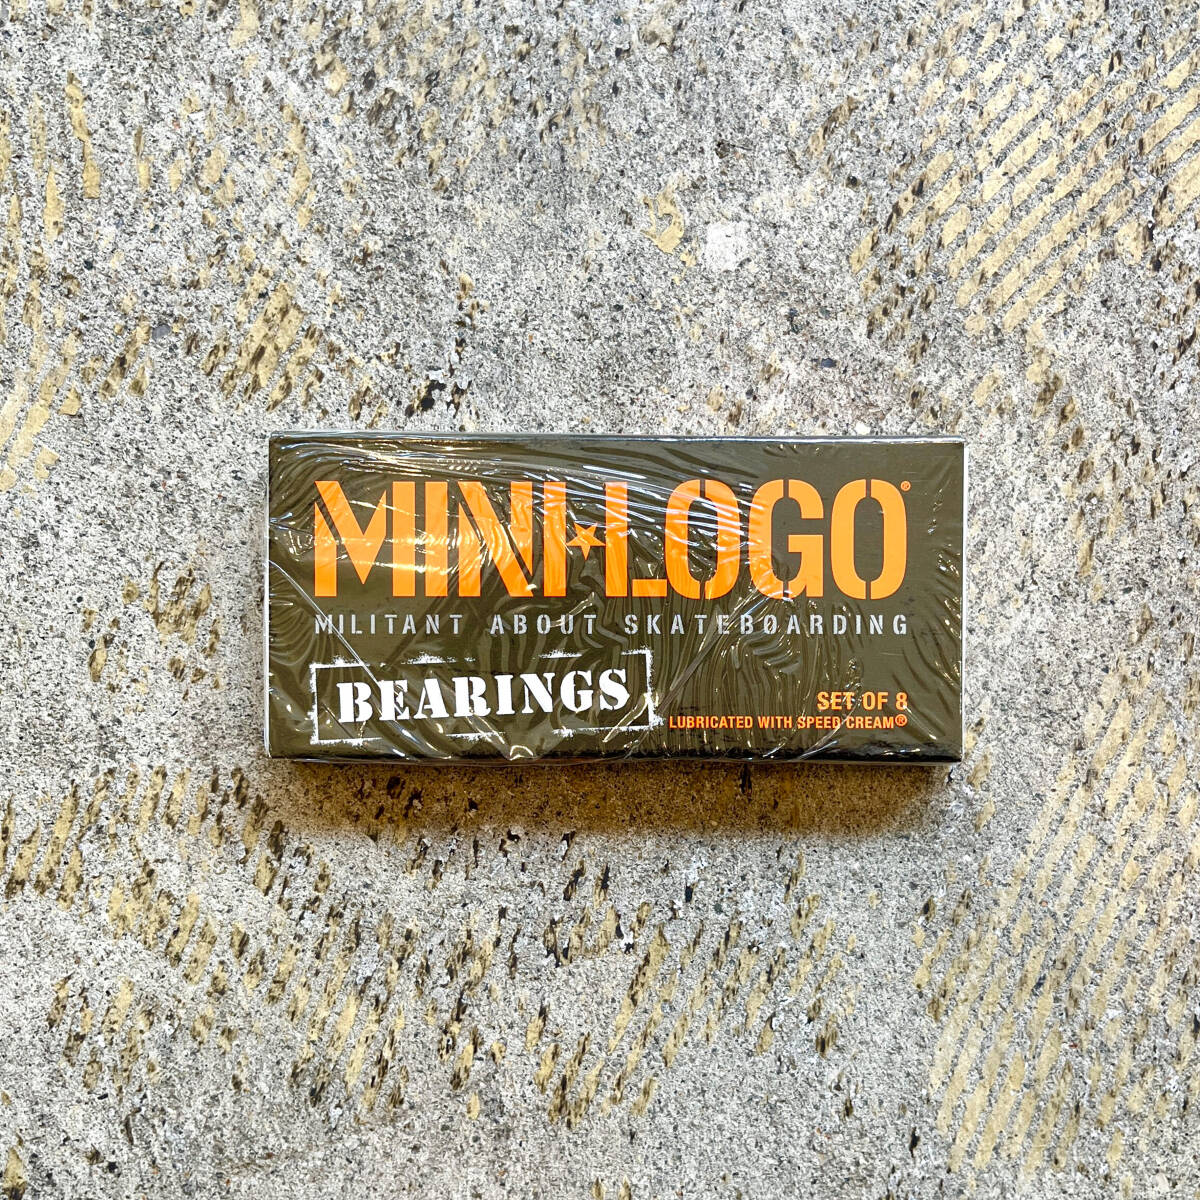 MINI★LOGO®
MILITANT ABOUT SKATEBOARDING
BEARINGS
SET OF 8
LUBRICATED WITH SPEED CREAM®